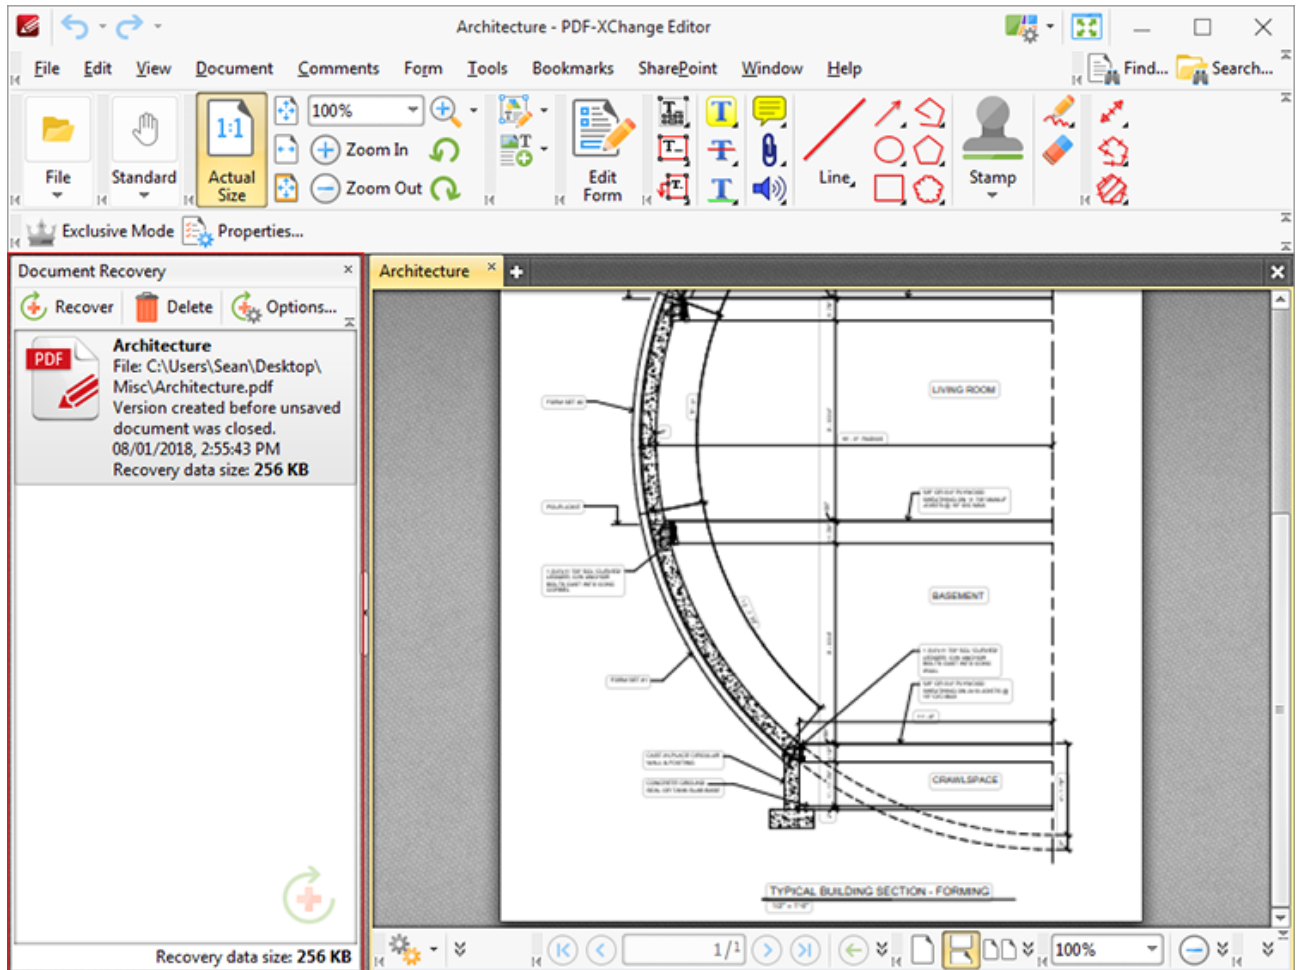 Architecture - PDF-XChange Editor
File Edit View Document Comments Form Tools Bookmarks SharePoint Window Help
Find... Search...
100%
1:1
Zoom In
Zoom Out
File Standard Actual Size Edit Form Line Stamp
Exclusive Mode Properties...
Document Recovery
Architecture
Recover Delete Options...
PDF
Architecture
File: C:\Users\Sean\Desktop\
Misc\Architecture.pdf
Version created before unsaved
document was closed.
08/01/2018, 2:55:43 PM
Recovery data size: 256 KB
LIVING ROOM
BASEMENT
CRAWLSPACE
TYPICAL BUILDING SECTION - FORMING
Recovery data size: 256 KB
1/1
100%